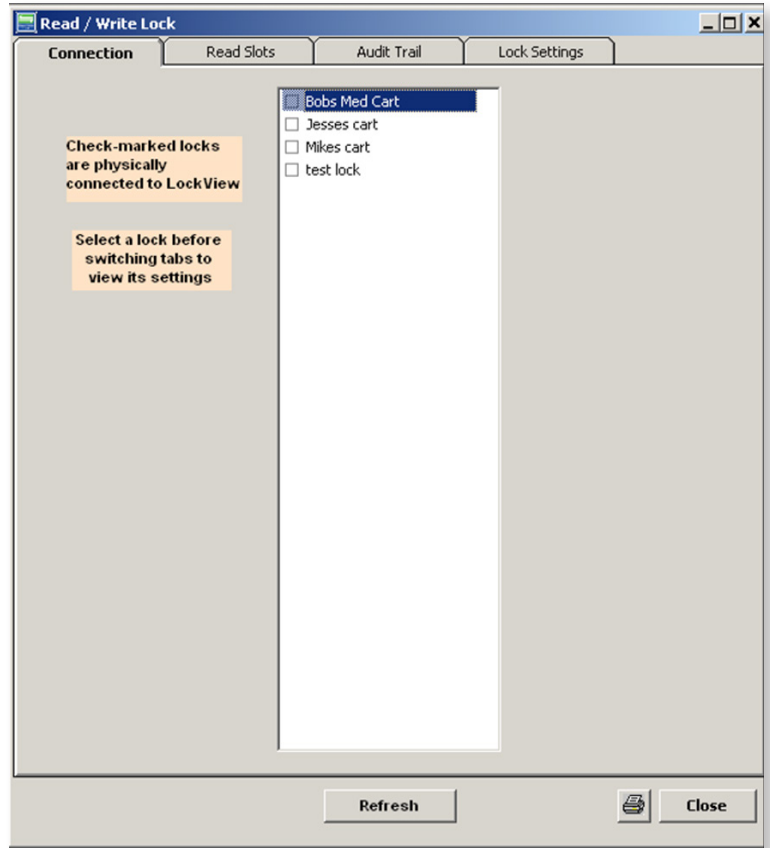 Read / Write Lock
Connection
Read Slots
Audit Trail
Lock Settings
Check-marked locks
are physically
connected to LockView
Select a lock before
switching tabs to
view its settings
Bobs Med Cart
Jesses cart
Mikes cart
test lock
Refresh
Close